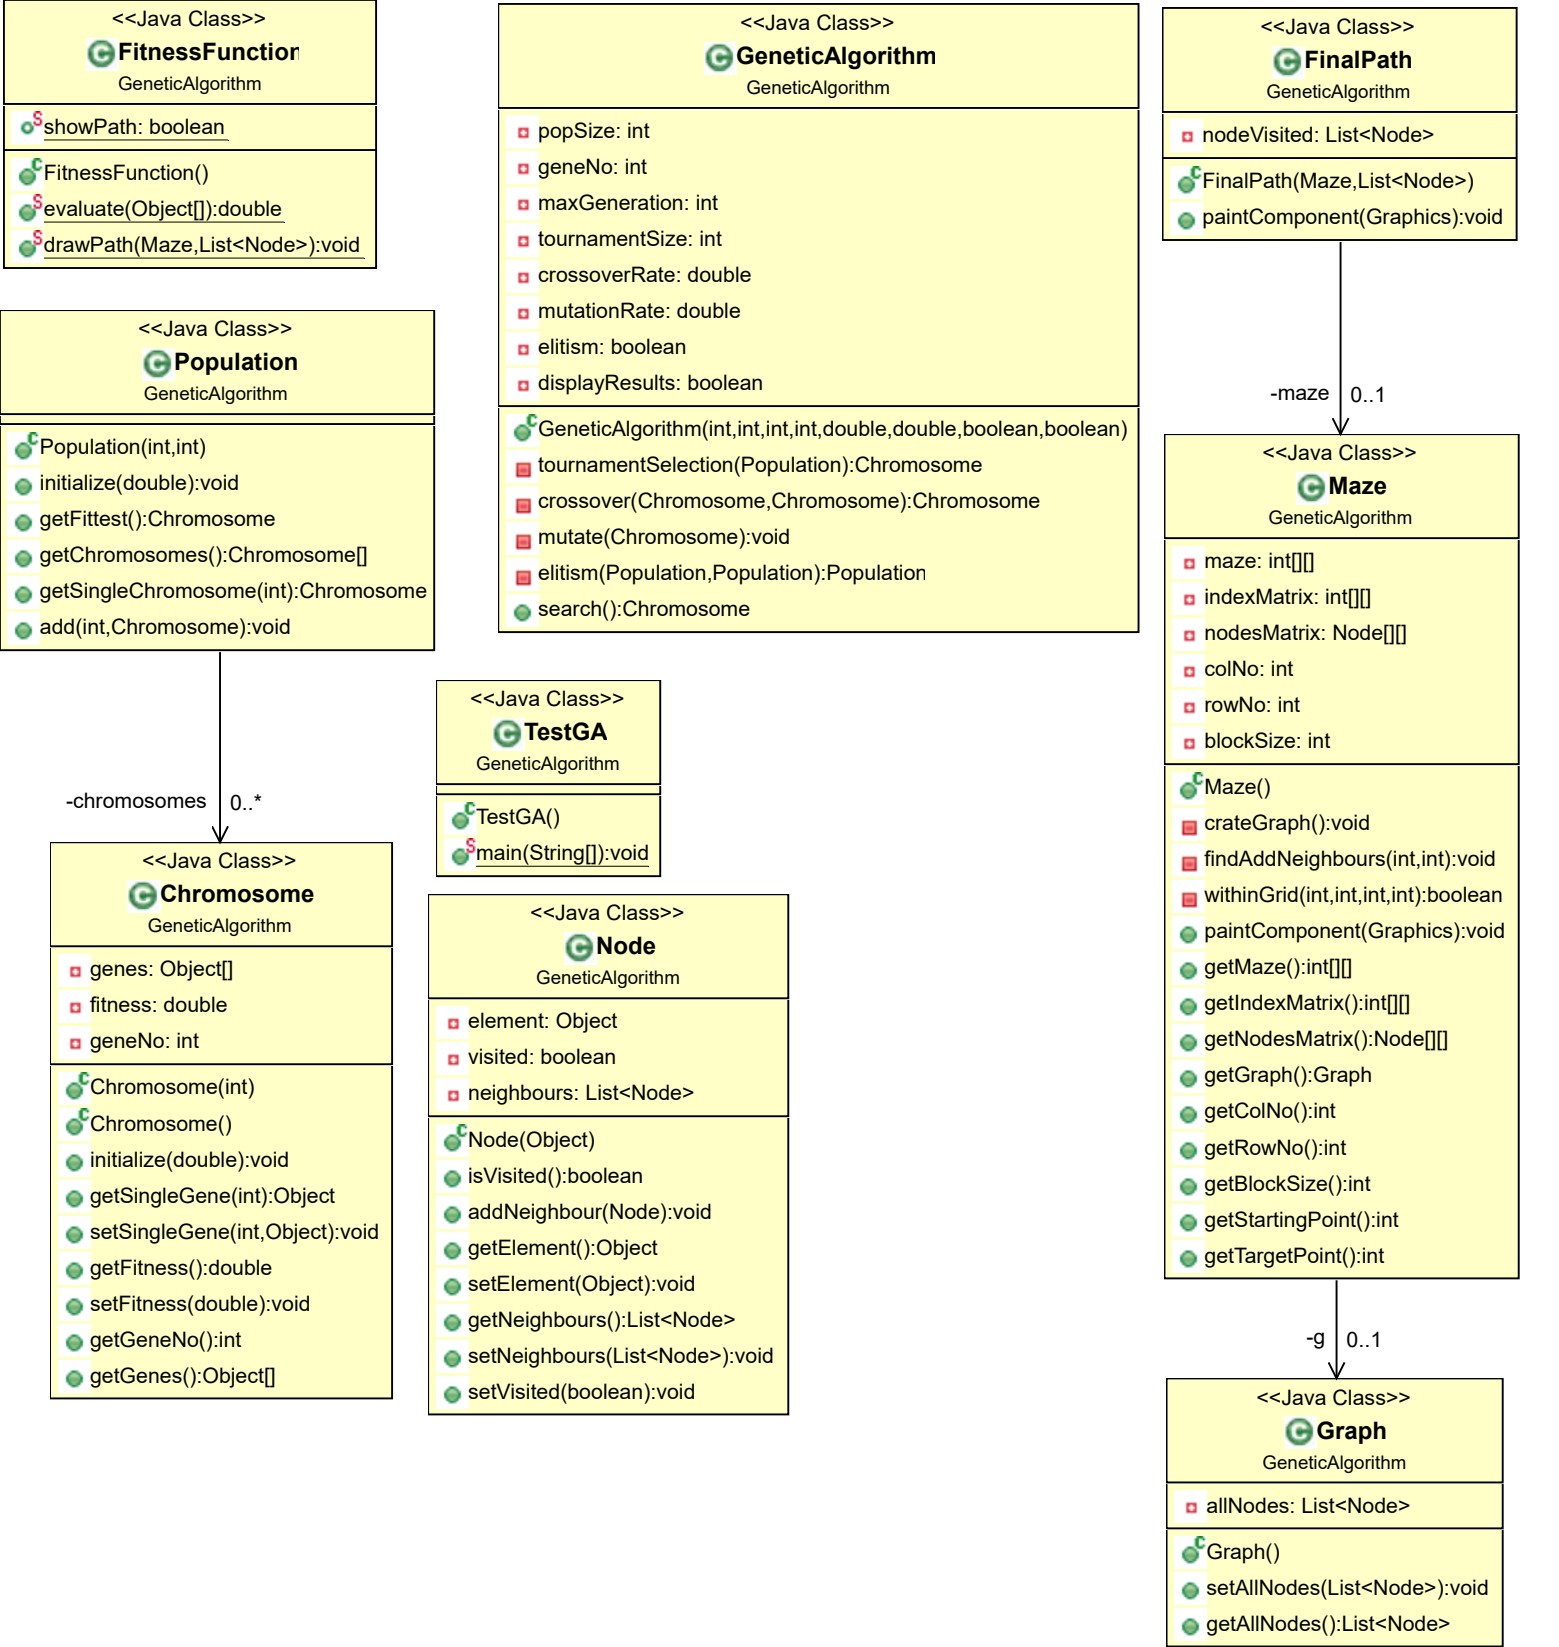 <<Java Class>>
FitnessFunction
GeneticAlgorithm
showPath: boolean
FitnessFunction()
evaluate(Object[]):double
drawPath(Maze,List<Node>):void
<<Java Class>>
GeneticAlgorithm
GeneticAlgorithm
popSize: int
geneNo: int
maxGeneration: int
tournamentSize: int
crossoverRate: double
mutationRate: double
elitism: boolean
displayResults: boolean
GeneticAlgorithm(int,int,int,int,double,double,boolean,boolean)
tournamentSelection(Population):Chromosome
crossover(Chromosome,Chromosome):Chromosome
mutate(Chromosome):void
elitism(Population,Population):Population
search():Chromosome
<<Java Class>>
FinalPath
GeneticAlgorithm
nodeVisited: List<Node>
FinalPath(Maze,List<Node>)
paintComponent(Graphics):void
-maze 0..1
<<Java Class>>
Population
GeneticAlgorithm
Population(int,int)
initialize(double):void
getFittest():Chromosome
getChromosomes():Chromosome[]
getSingleChromosome(int):Chromosome
add(int,Chromosome):void
-chromosomes 0..*
<<Java Class>>
Chromosome
GeneticAlgorithm
genes: Object[]
fitness: double
geneNo: int
Chromosome(int)
Chromosome()
initialize(double):void
getSingleGene(int):Object
setSingleGene(int,Object):void
getFitness():double
setFitness(double):void
getGeneNo():int
getGenes():Object[]
<<Java Class>>
TestGA
GeneticAlgorithm
TestGA()
main(String[]):void
<<Java Class>>
Node
GeneticAlgorithm
element: Object
visited: boolean
neighbours: List<Node>
Node(Object)
isVisited():boolean
addNeighbour(Node):void
getElement():Object
setElement(Object):void
getNeighbours():List<Node>
setNeighbours(List<Node>):void
setVisited(boolean):void
<<Java Class>>
Maze
GeneticAlgorithm
maze: int[][]
indexMatrix: int[][]
nodesMatrix: Node[][]
colNo: int
rowNo: int
blockSize: int
Maze()
crateGraph():void
findAddNeighbours(int,int):void
withinGrid(int,int,int,int):boolean
paintComponent(Graphics):void
getMaze():int[][]
getIndexMatrix():int[][]
getNodesMatrix():Node[][]
getGraph():Graph
getColNo():int
getRowNo():int
getBlockSize():int
getStartingPoint():int
getTargetPoint():int
-g 0..1
<<Java Class>>
Graph
GeneticAlgorithm
allNodes: List<Node>
Graph()
setAllNodes(List<Node>):void
getAllNodes():List<Node>